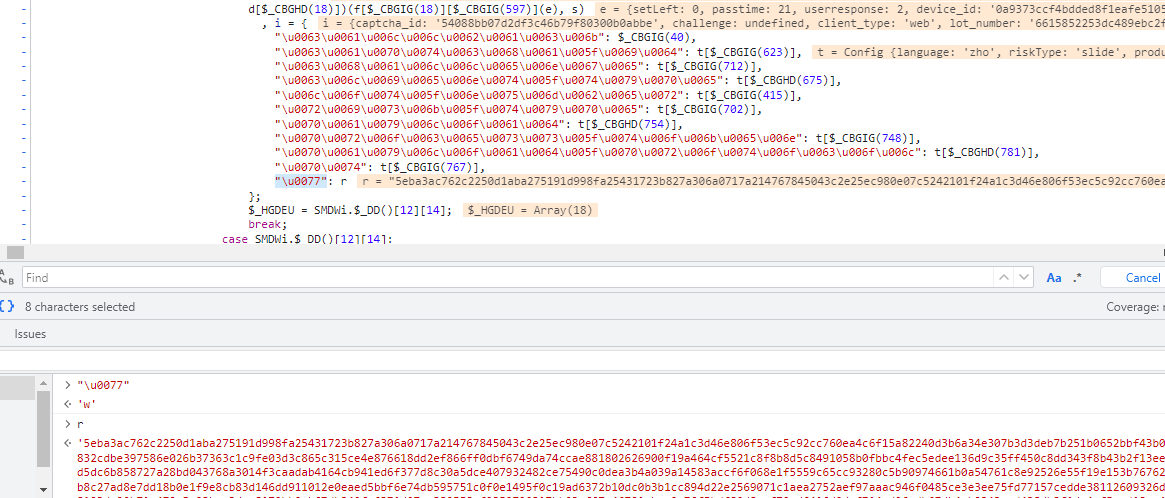 d[$_CBGHD(18)])(f[$_CBGIG(18)][$_CBGIG(597)](e), s) e = {setLeft: 0, passtime: 21, userresponse: 2, device_id: '0a9373ccf4bdded8f1eafe5105
, i = { i = {captcha_id: '54088bb07d2df3c46b79f80300b0abbe', challenge: undefined, client_type: 'web', lot_number: '6615852253dc489ebc2f
"\u0063\u0061\u006c\u006c\u0062\u0061\u0063\u006b": $_CBGIG(40),
"\u0063\u0061\u0070\u0074\u0063\u0068\u0061\u005f\u0069\u0064": t[$_CBGIG(623)], t = Config {language: 'zho', riskType: 'slide', produ
"\u0063\u0068\u0061\u006c\u006c\u0065\u006e\u0067\u0065": t[$_CBGIG(712)],
"\u0063\u006c\u0069\u0065\u006e\u0074\u005f\u0074\u0079\u0070\u0065": t[$_CBGHD(675)],
"\u006c\u006f\u0074\u005f\u006e\u0075\u006d\u0062\u0065\u0072": t[$_CBGIG(415)],
"\u0072\u0069\u0073\u006b\u005f\u0074\u0079\u0070\u0065": t[$_CBGIG(702)],
"\u0070\u0061\u0079\u006c\u006f\u0061\u0064": t[$_CBGHD(754)],
"\u0070\u0072\u006f\u0063\u0065\u0073\u0073\u005f\u0074\u006f\u006b\u0065\u006e": t[$_CBGIG(748)],
"\u0070\u0061\u0079\u006c\u006f\u0061\u0064\u005f\u0070\u0072\u006f\u0074\u006f\u0063\u006f\u006c": t[$_CBGHD(781)],
"\u0070\u0074": t[$_CBGIG(767)],
"\u0077": r r = "5eba3ac762c2250d1aba275191d998fa25431723b827a306a0717a214767845043c2e25ec980e07c5242101f24a1c3d46e806f53ec5c92cc760ea
};
$_HGDEU = SMDWi.$_DD()[12][14]; $_HGDEU = Array(18)
break;
case SMDWi.$_DD()[12][14]:
Find
Aa .* Cancel
{} 8 characters selected Coverage: n
Issues
> "\u0077"
'w'
> r
'5eba3ac762c2250d1aba275191d998fa25431723b827a306a0717a214767845043c2e25ec980e07c5242101f24a1c3d46e806f53ec5c92cc760ea4c6f15a82240d3b6a34e307b3d3deb7b251b0652bbf43b0
832cdbe397586e026b37363c1c9fe03d3c865c315ce4e876618dd2ef866ff0dbf6749da74ccae881802626900f19a464cf5521c8f8b8d5c8491058b0fbbc4fec5edee136d9c35ff450c8dd343f8b43b2f13ee
d5dc6b858727a28bd043768a3014f3caadab4164cb941ed6f377d8c30a5dce407932482ce75490c0dea3b4a039a14583accf6f068e1f5559c65cc93280c5b90974661b0a54761c8e92526e55f19e153b76762
b8c27ad8e7dd18b0e1f9e8cb83d146dd911012e0eaed5bbf6e74db595751c0f0e1495f0c19ad6372b10dc0b3b1cc894d22e2569071c1aea2752aef97aaac946f0485ce3e3ee75fd77157cedde38112609326d